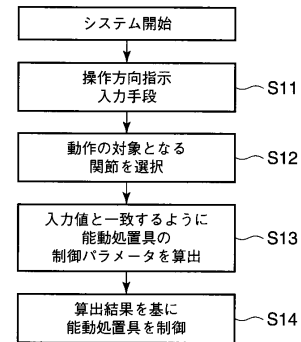 システム開始
操作方向指示
入力手段
S11
動作の対象となる
関節を選択
S12
入力値と一致するように
能動処置具の
制御パラメータを算出
S13
算出結果を基に
能動処置具を制御
S14